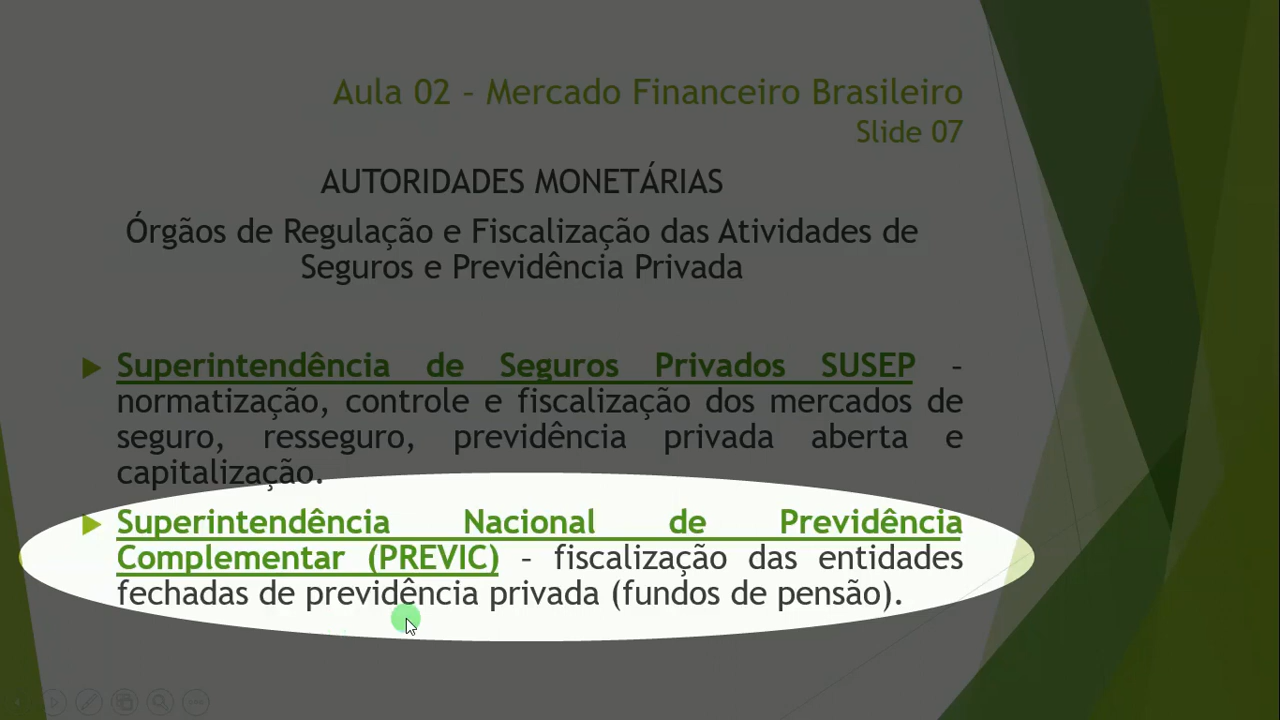 Aula 02 – Mercado Financeiro Brasileiro
Slide 07
AUTORIDADES MONETÁRIAS
Órgãos de Regulação e Fiscalização das Atividades de
Seguros e Previdência Privada
Superintendência de Seguros Privados SUSEP –
normatização, controle e fiscalização dos mercados de
seguro, resseguro, previdência privada aberta e
capitalização.
Superintendência Nacional de Previdência
Complementar (PREVIC) – fiscalização das entidades
fechadas de previdência privada (fundos de pensão).